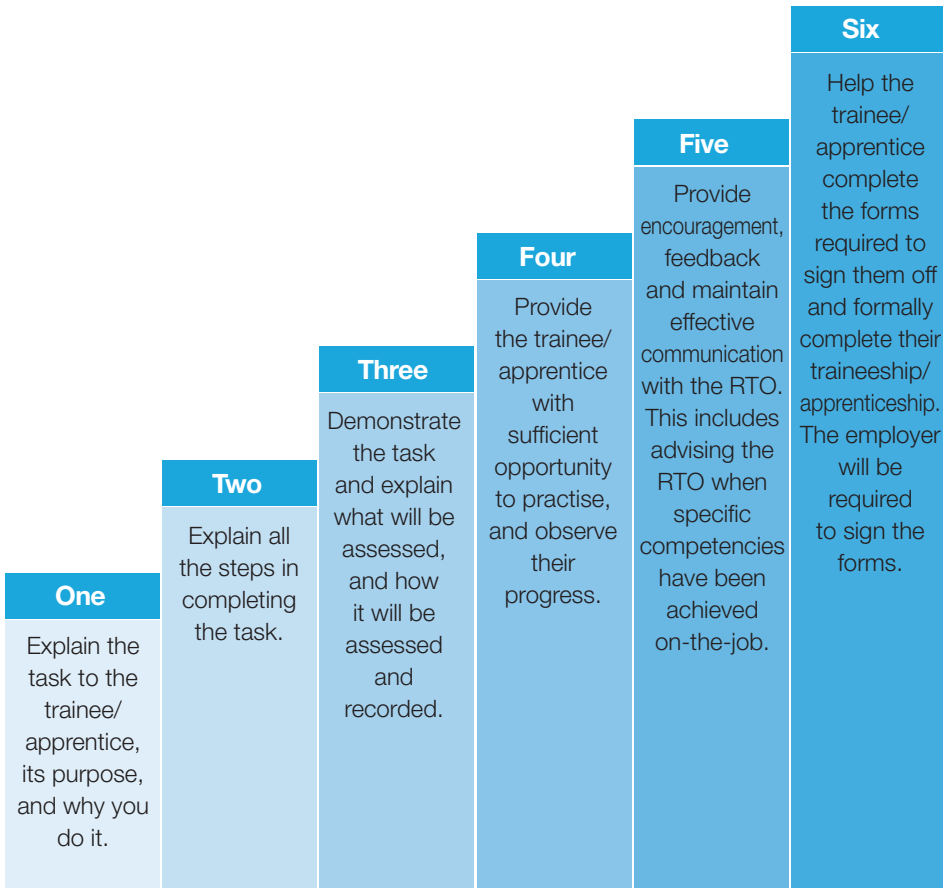 One
Explain the
task to the
trainee/
apprentice,
its purpose,
and why you
do it.
Two
Explain all
the steps in
completing
the task.
Three
Demonstrate
the task
and explain
what will be
assessed,
and how
it will be
assessed
and
recorded.
Four
Provide
the trainee/
apprentice
with
sufficient
opportunity
to practise,
and observe
their
progress.
Five
Provide
encouragement,
feedback
and maintain
effective
communication
with the RTO.
This includes
advising the
RTO when
specific
competencies
have been
achieved
on-the-job.
Six
Help the
trainee/
apprentice
complete
the forms
required to
sign them off
and formally
complete their
traineeship/
apprenticeship.
The employer
will be
required
to sign the
forms.